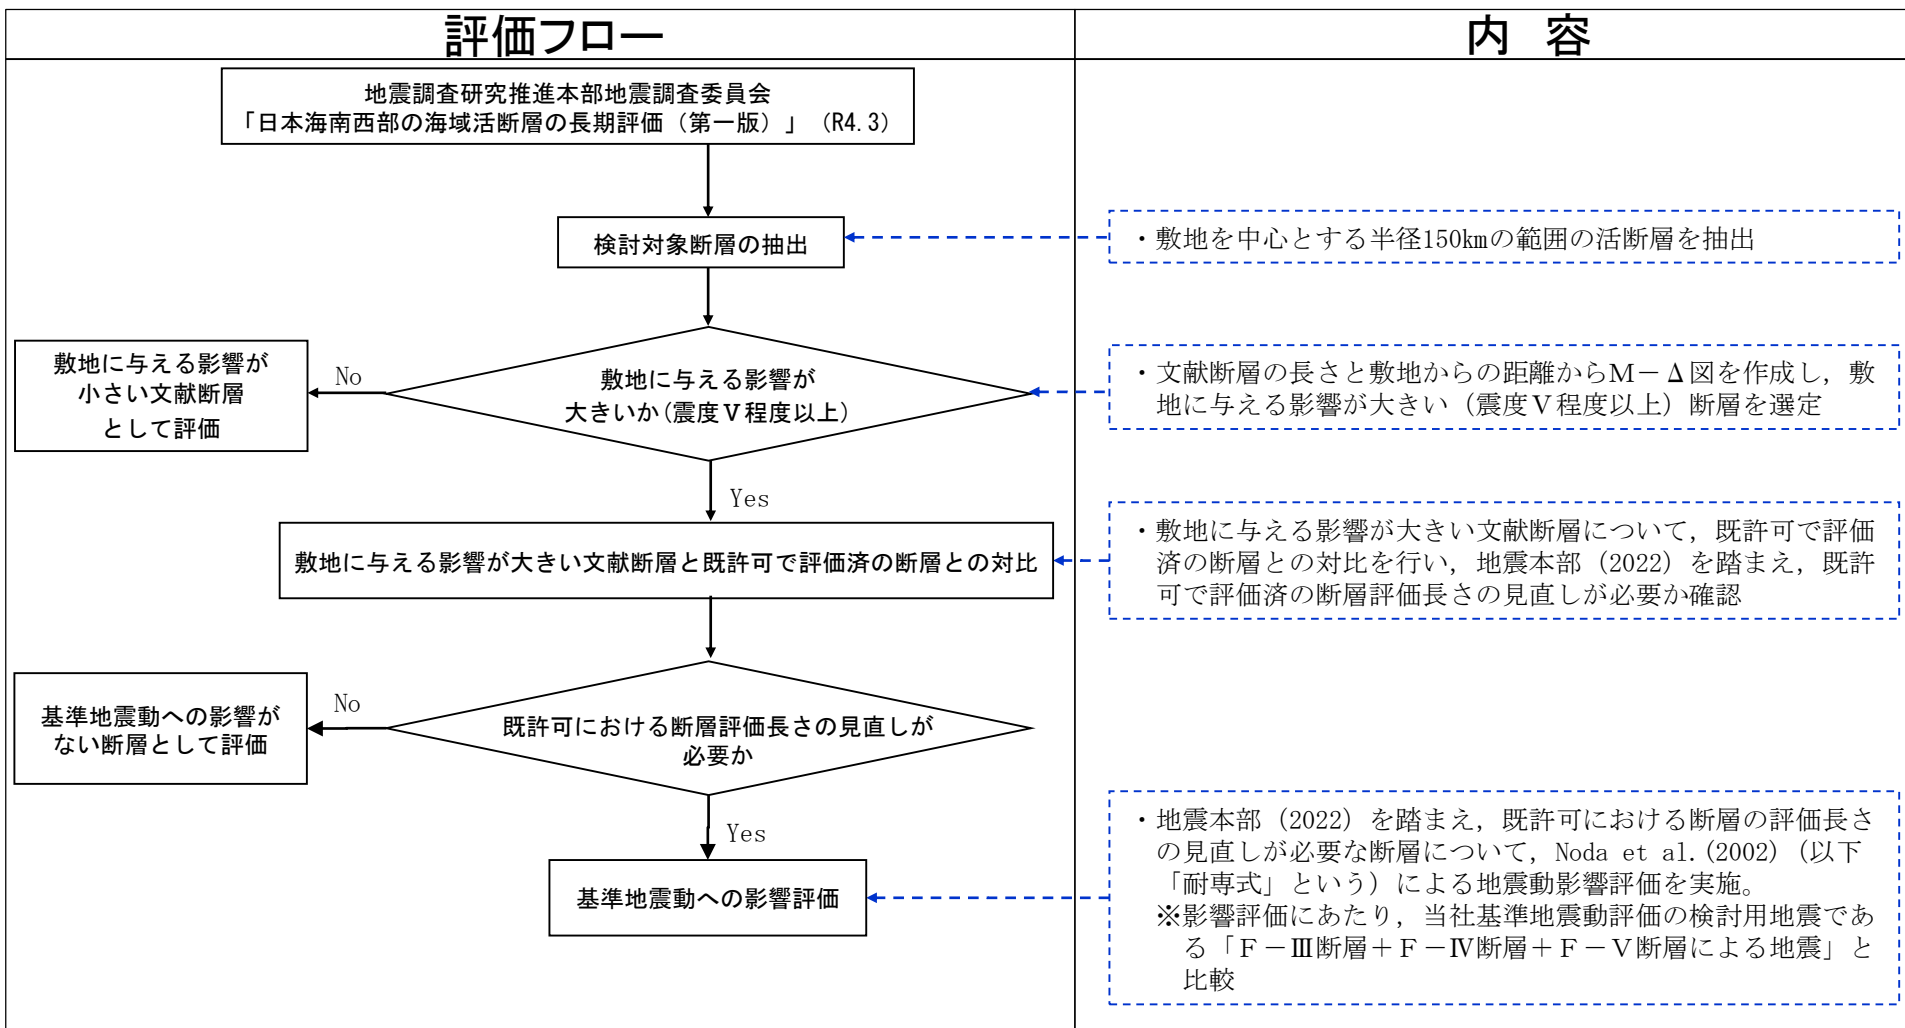 評価フロー
内 容
地震調査研究推進本部地震調査委員会
「日本海南西部の海域活断層の長期評価（第一版）」（R4.3）
検討対象断層の抽出
・敷地を中心とする半径150㎞の範囲の活断層を抽出
敷地に与える影響が
小さい文献断層
として評価
No
敷地に与える影響が
大きいか(震度Ⅴ程度以上)
・文献断層の長さと敷地からの距離からＭ－Δ図を作成し，敷
地に与える影響が大きい（震度Ⅴ程度以上）断層を選定
Yes
敷地に与える影響が大きい文献断層と既許可で評価済の断層との対比
・敷地に与える影響が大きい文献断層について，既許可で評価
済の断層との対比を行い，地震本部（2022）を踏まえ，既許
可で評価済の断層評価長さの見直しが必要か確認
基準地震動への影響が
ない断層として評価
No
既許可における断層評価長さの見直しが
必要か
Yes
基準地震動への影響評価
・地震本部（2022）を踏まえ，既許可における断層の評価長さ
の見直しが必要な断層について，Noda et al.(2002)（以下
「耐専式」という）による地震動影響評価を実施。
※影響評価にあたり，当社基準地震動評価の検討用地震であ
る「Ｆ－Ⅲ断層＋Ｆ－Ⅳ断層＋Ｆ－Ⅴ断層による地震」と
比較